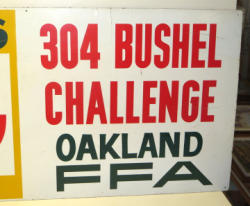 304 BUSHEL
CHALLENGE
OAKLAND
FFA